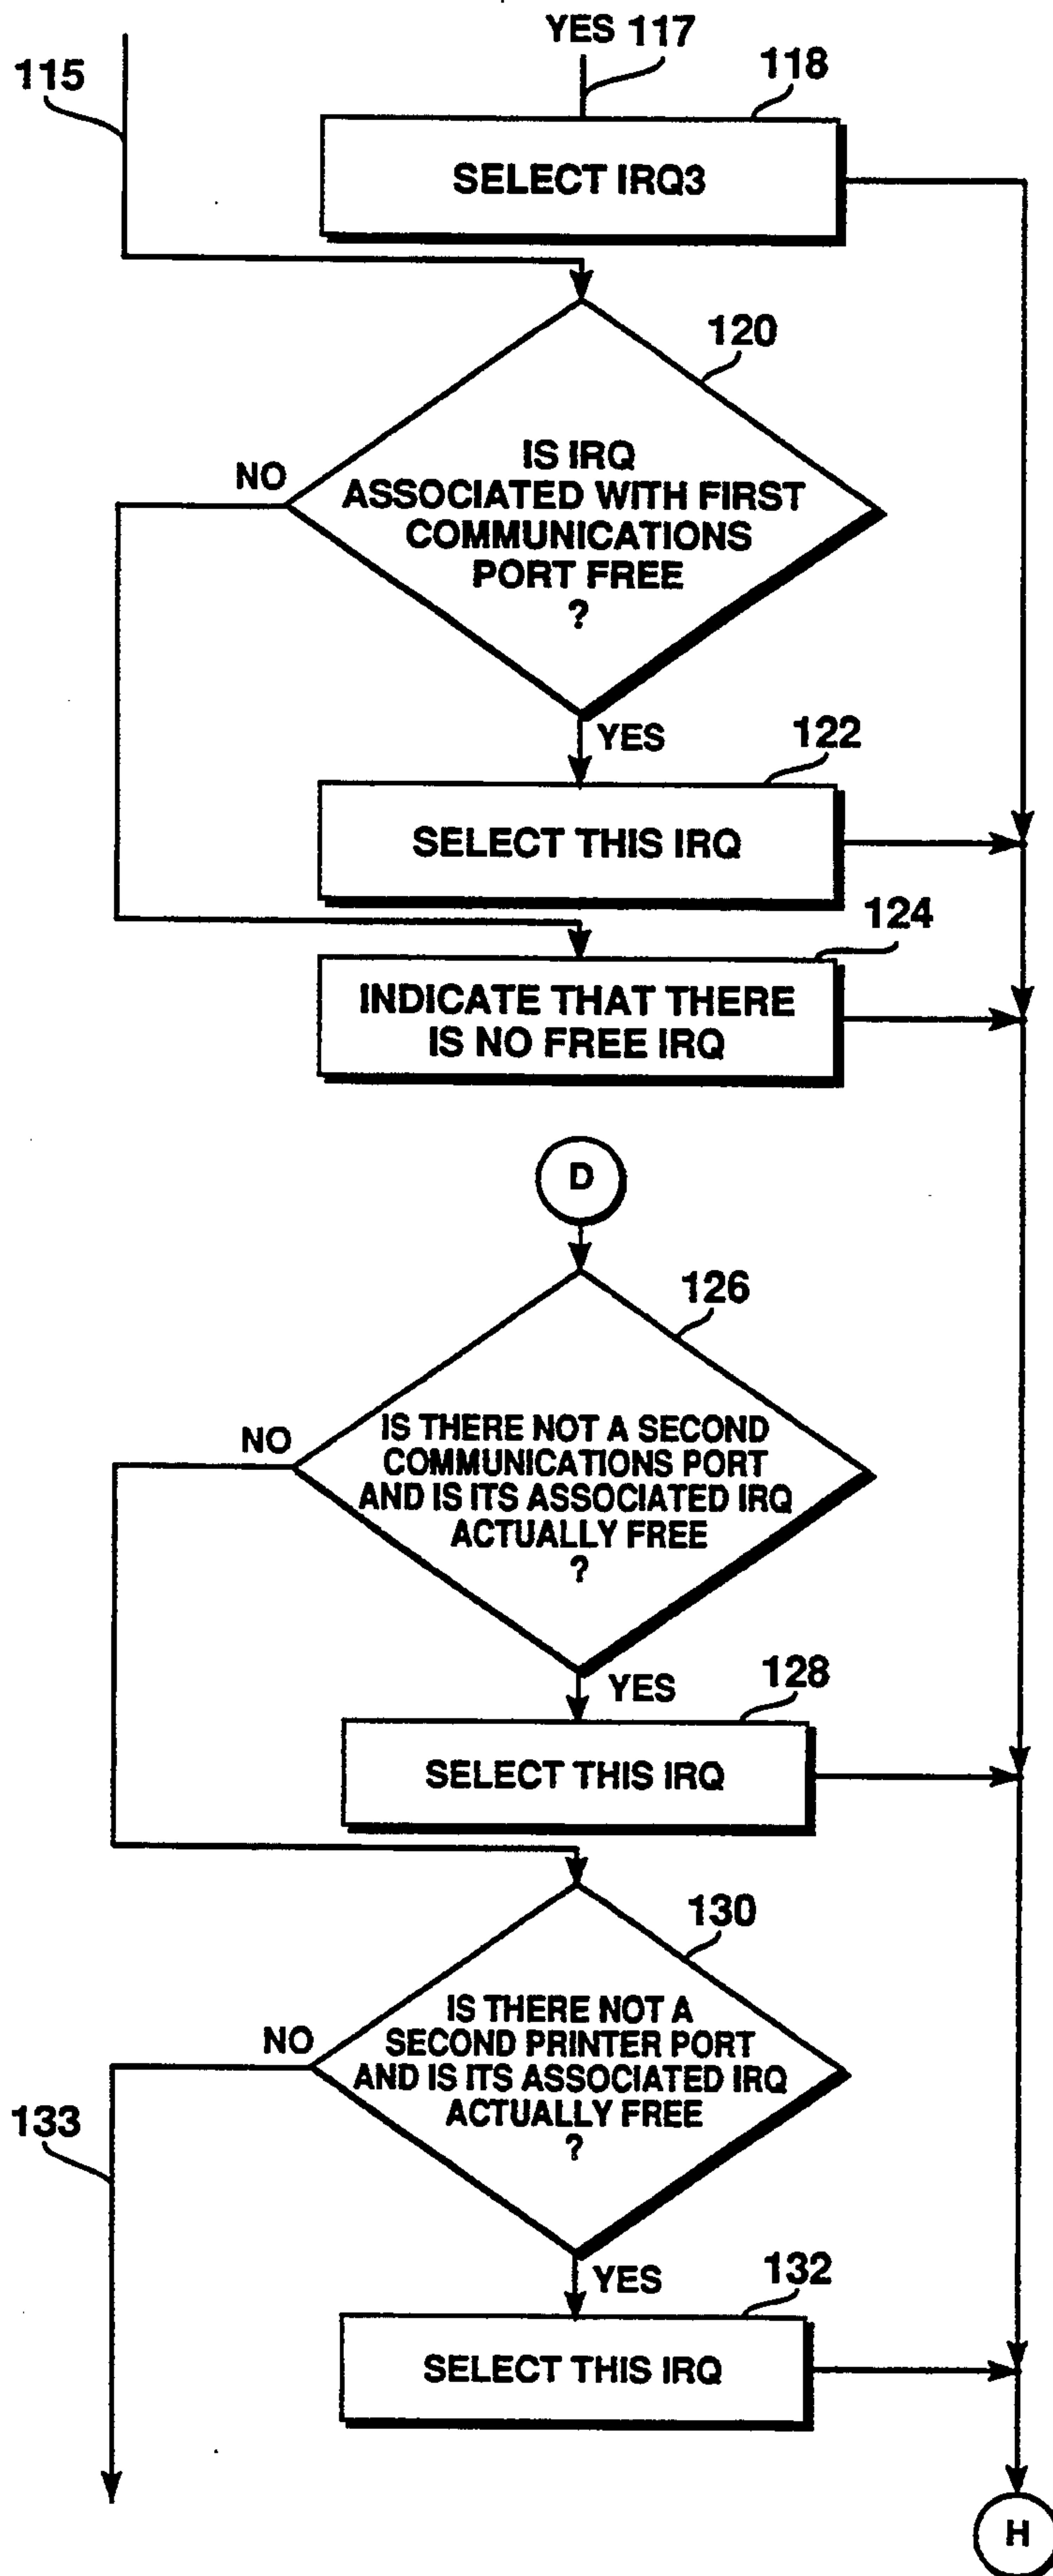 YES 117
115
118
SELECT IRQ3
120
IS IRQ
ASSOCIATED WITH FIRST
COMMUNICATIONS
PORT FREE
?
NO
YES
122
SELECT THIS IRQ
124
INDICATE THAT THERE
IS NO FREE IRQ
D
126
IS THERE NOT A SECOND
COMMUNICATIONS PORT
AND IS ITS ASSOCIATED IRQ
ACTUALLY FREE
?
NO
YES
128
SELECT THIS IRQ
130
IS THERE NOT A
SECOND PRINTER PORT
AND IS ITS ASSOCIATED IRQ
ACTUALLY FREE
?
NO
133
YES
132
SELECT THIS IRQ
H